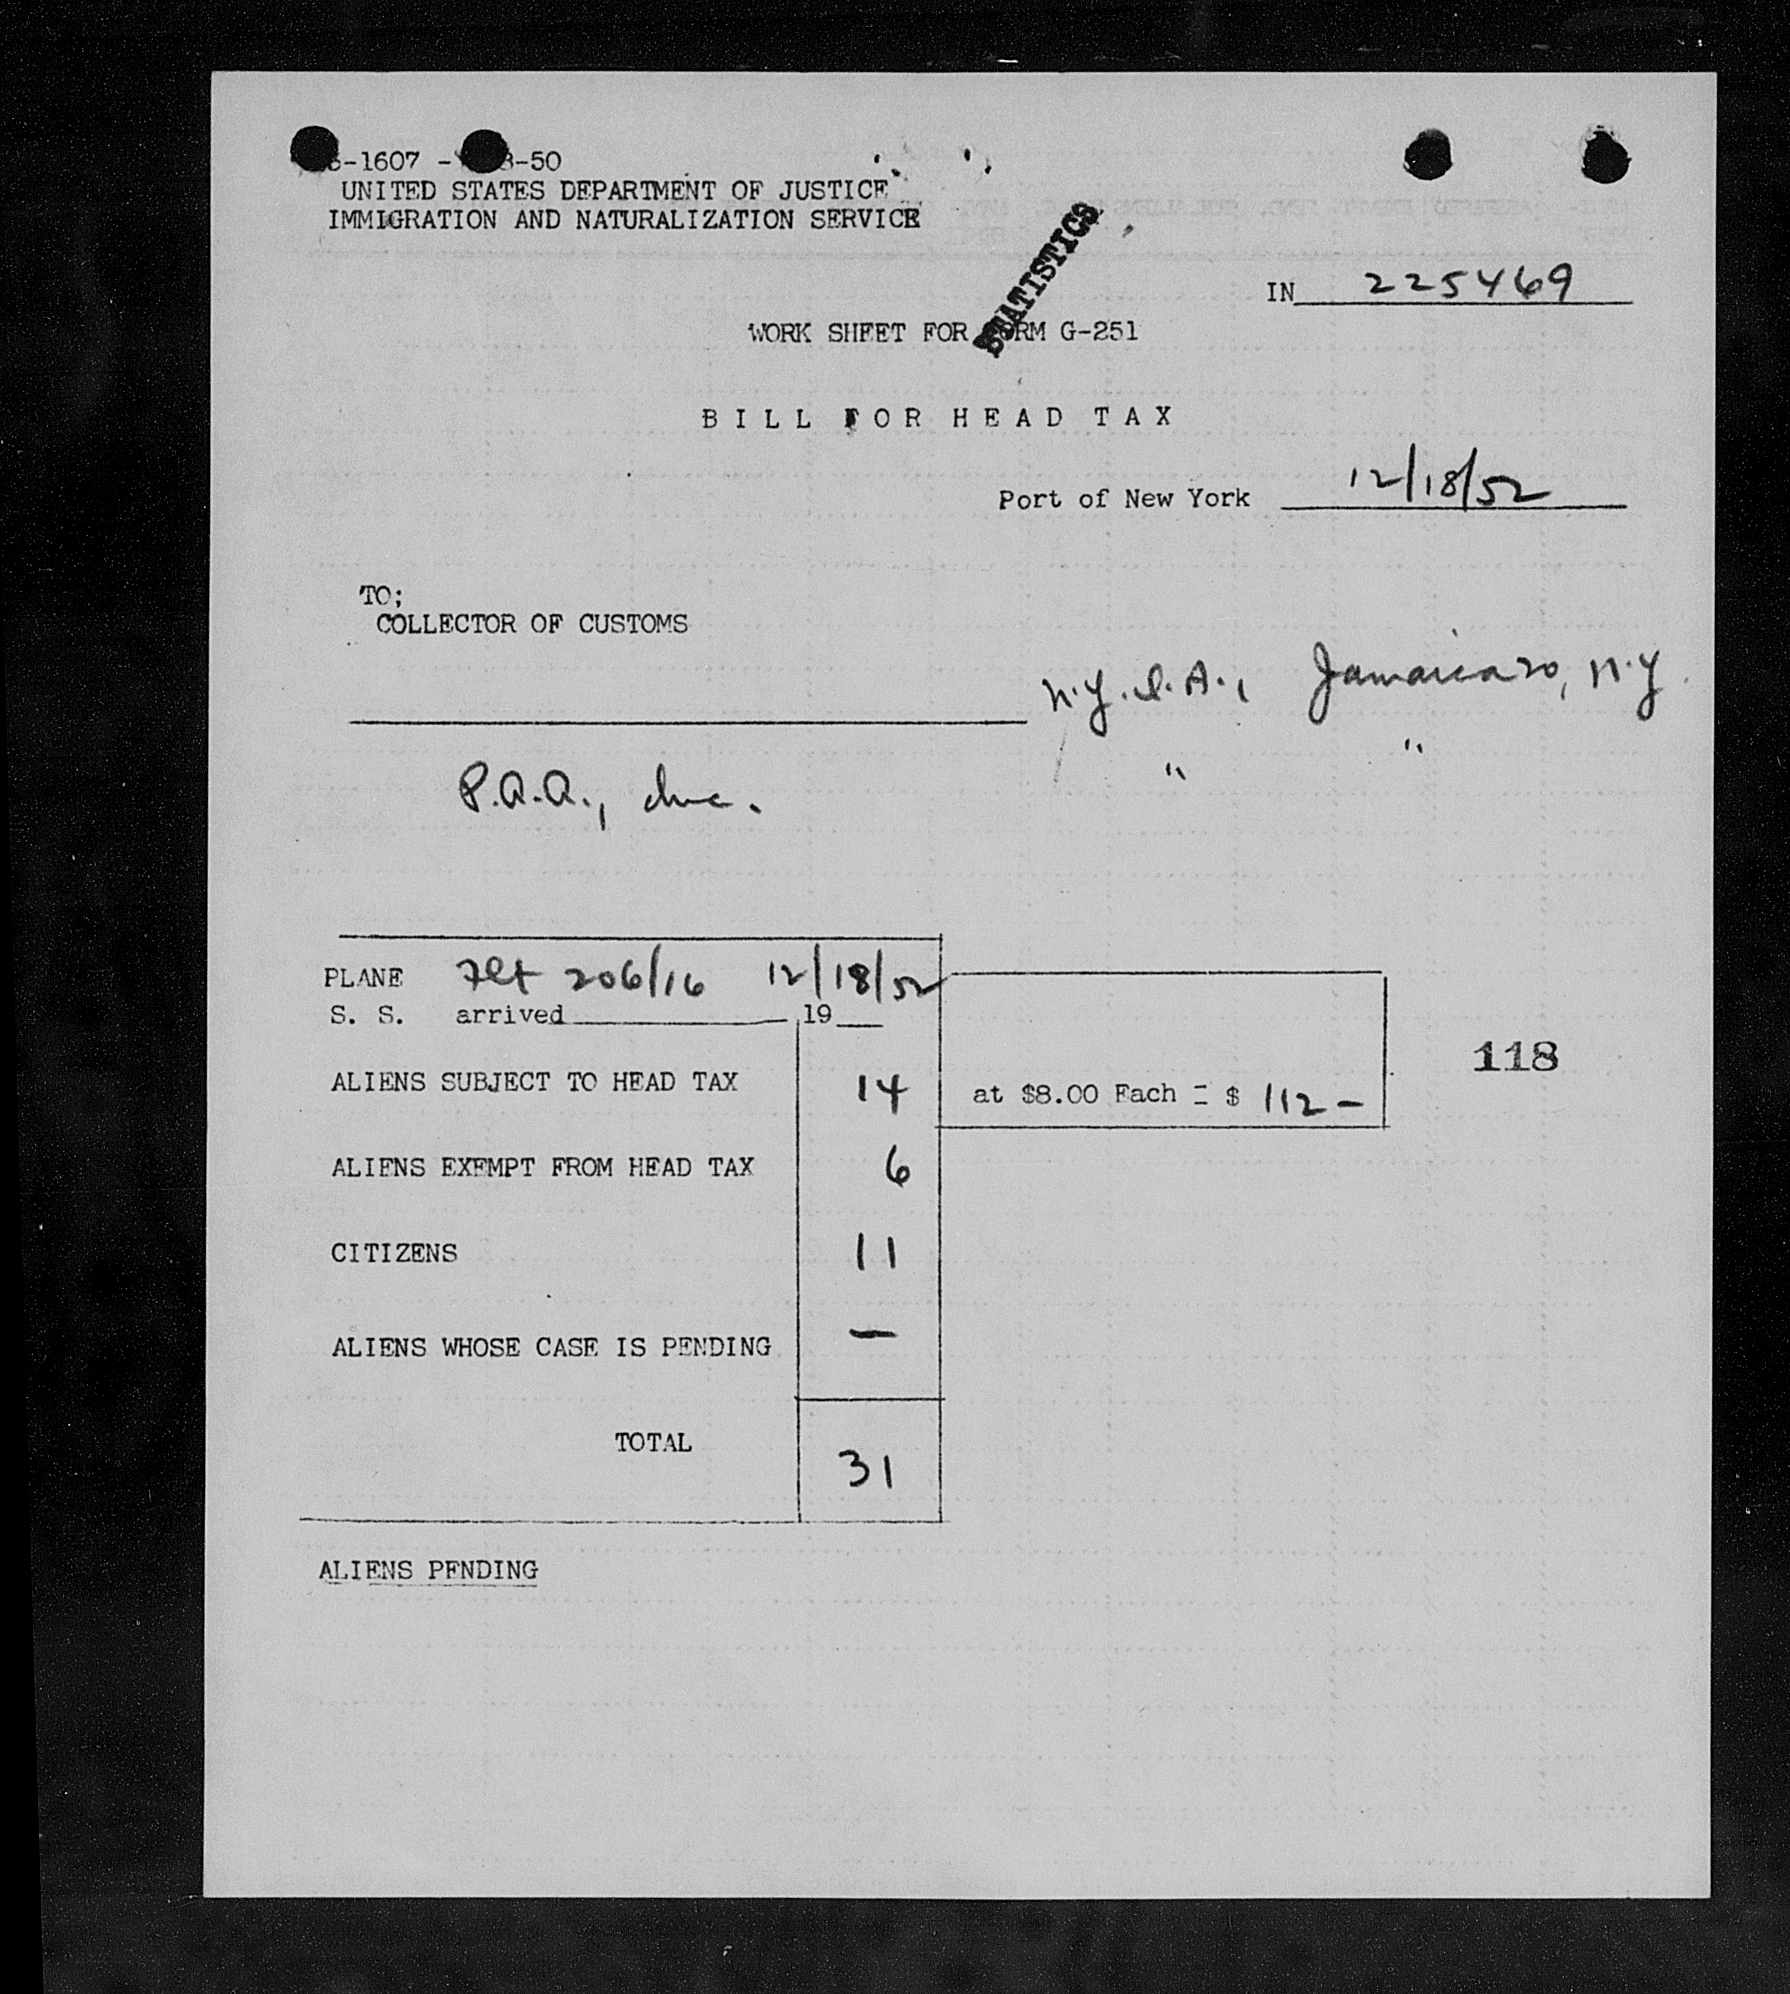 -1607 - -50
UNITED STATES DEPARTMENT OF JUSTICE
IMMIGRATION AND NATURALIZATION SERVICE
STATISTICS
IN 225469
WORK SHEET FOR FORM G-251
BILL FOR HEAD TAX
Port of New York 12/18/52
TO;
COLLECTOR OF CUSTOMS
N.Y.I.A., Jamaica 20, N.Y.
P.A.A., Inc. " "
PLANE Flt 206/16 12/18/52
S. S. arrived , 19
118
ALIENS SUBJECT TO HEAD TAX 14 at $8.00 Each = $ 112 -
ALIENS EXEMPT FROM HEAD TAX 6
CITIZENS 11
ALIENS WHOSE CASE IS PENDING —
TOTAL 31
ALIENS PENDING